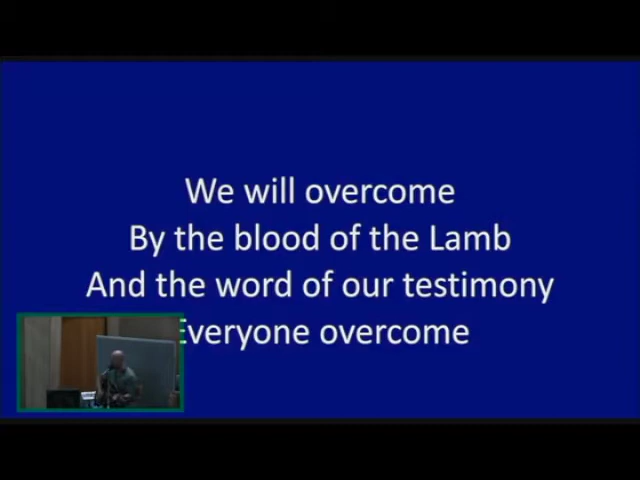 We will overcome
By the blood of the Lamb
And the word of our testimony
Everyone overcome